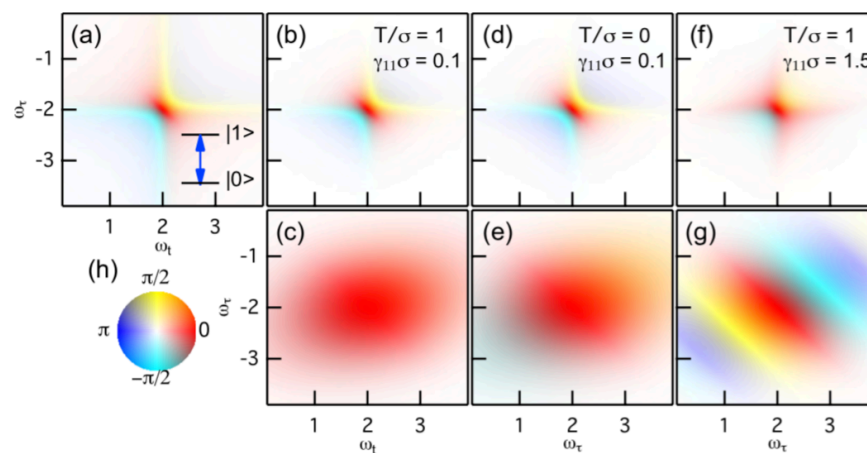 (a)
(b)
T/σ = 1
γ₁₁σ = 0.1
(d)
T/σ = 0
γ₁₁σ = 0.1
(f)
T/σ = 1
γ₁₁σ = 1.5
-1
-2
-3
ωτ
|1>
|0>
1 2 3
ωt
(c)
(e)
(g)
(h)
π/2
π
0
−π/2
-1
-2
-3
ωτ
1 2 3
ωt
1 2 3
ωτ
1 2 3
ωτ